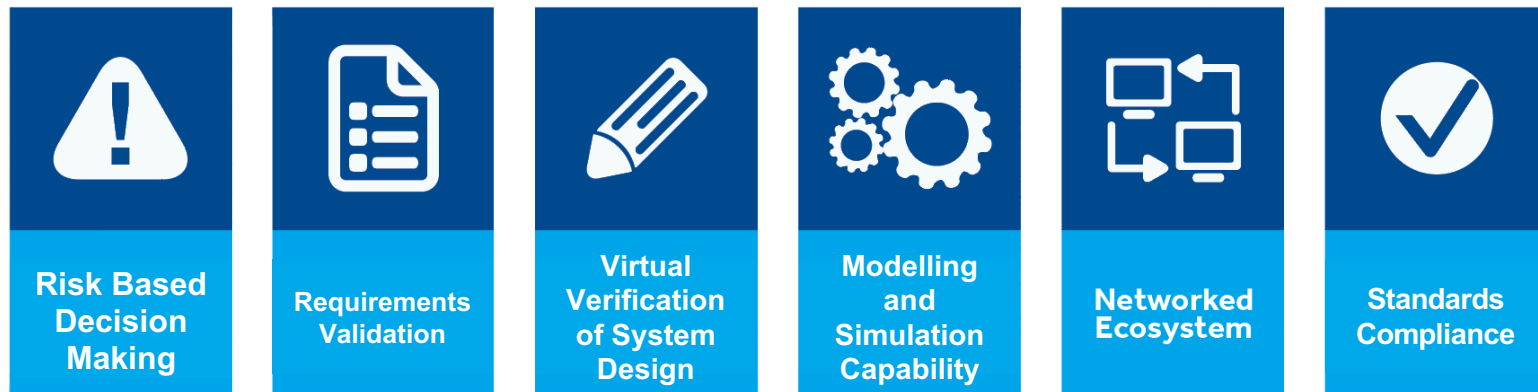 Risk Based
Decision
Making
Requirements
Validation
Virtual
Verification
of System
Design
Modelling
and
Simulation
Capability
Networked
Ecosystem
Standards
Compliance